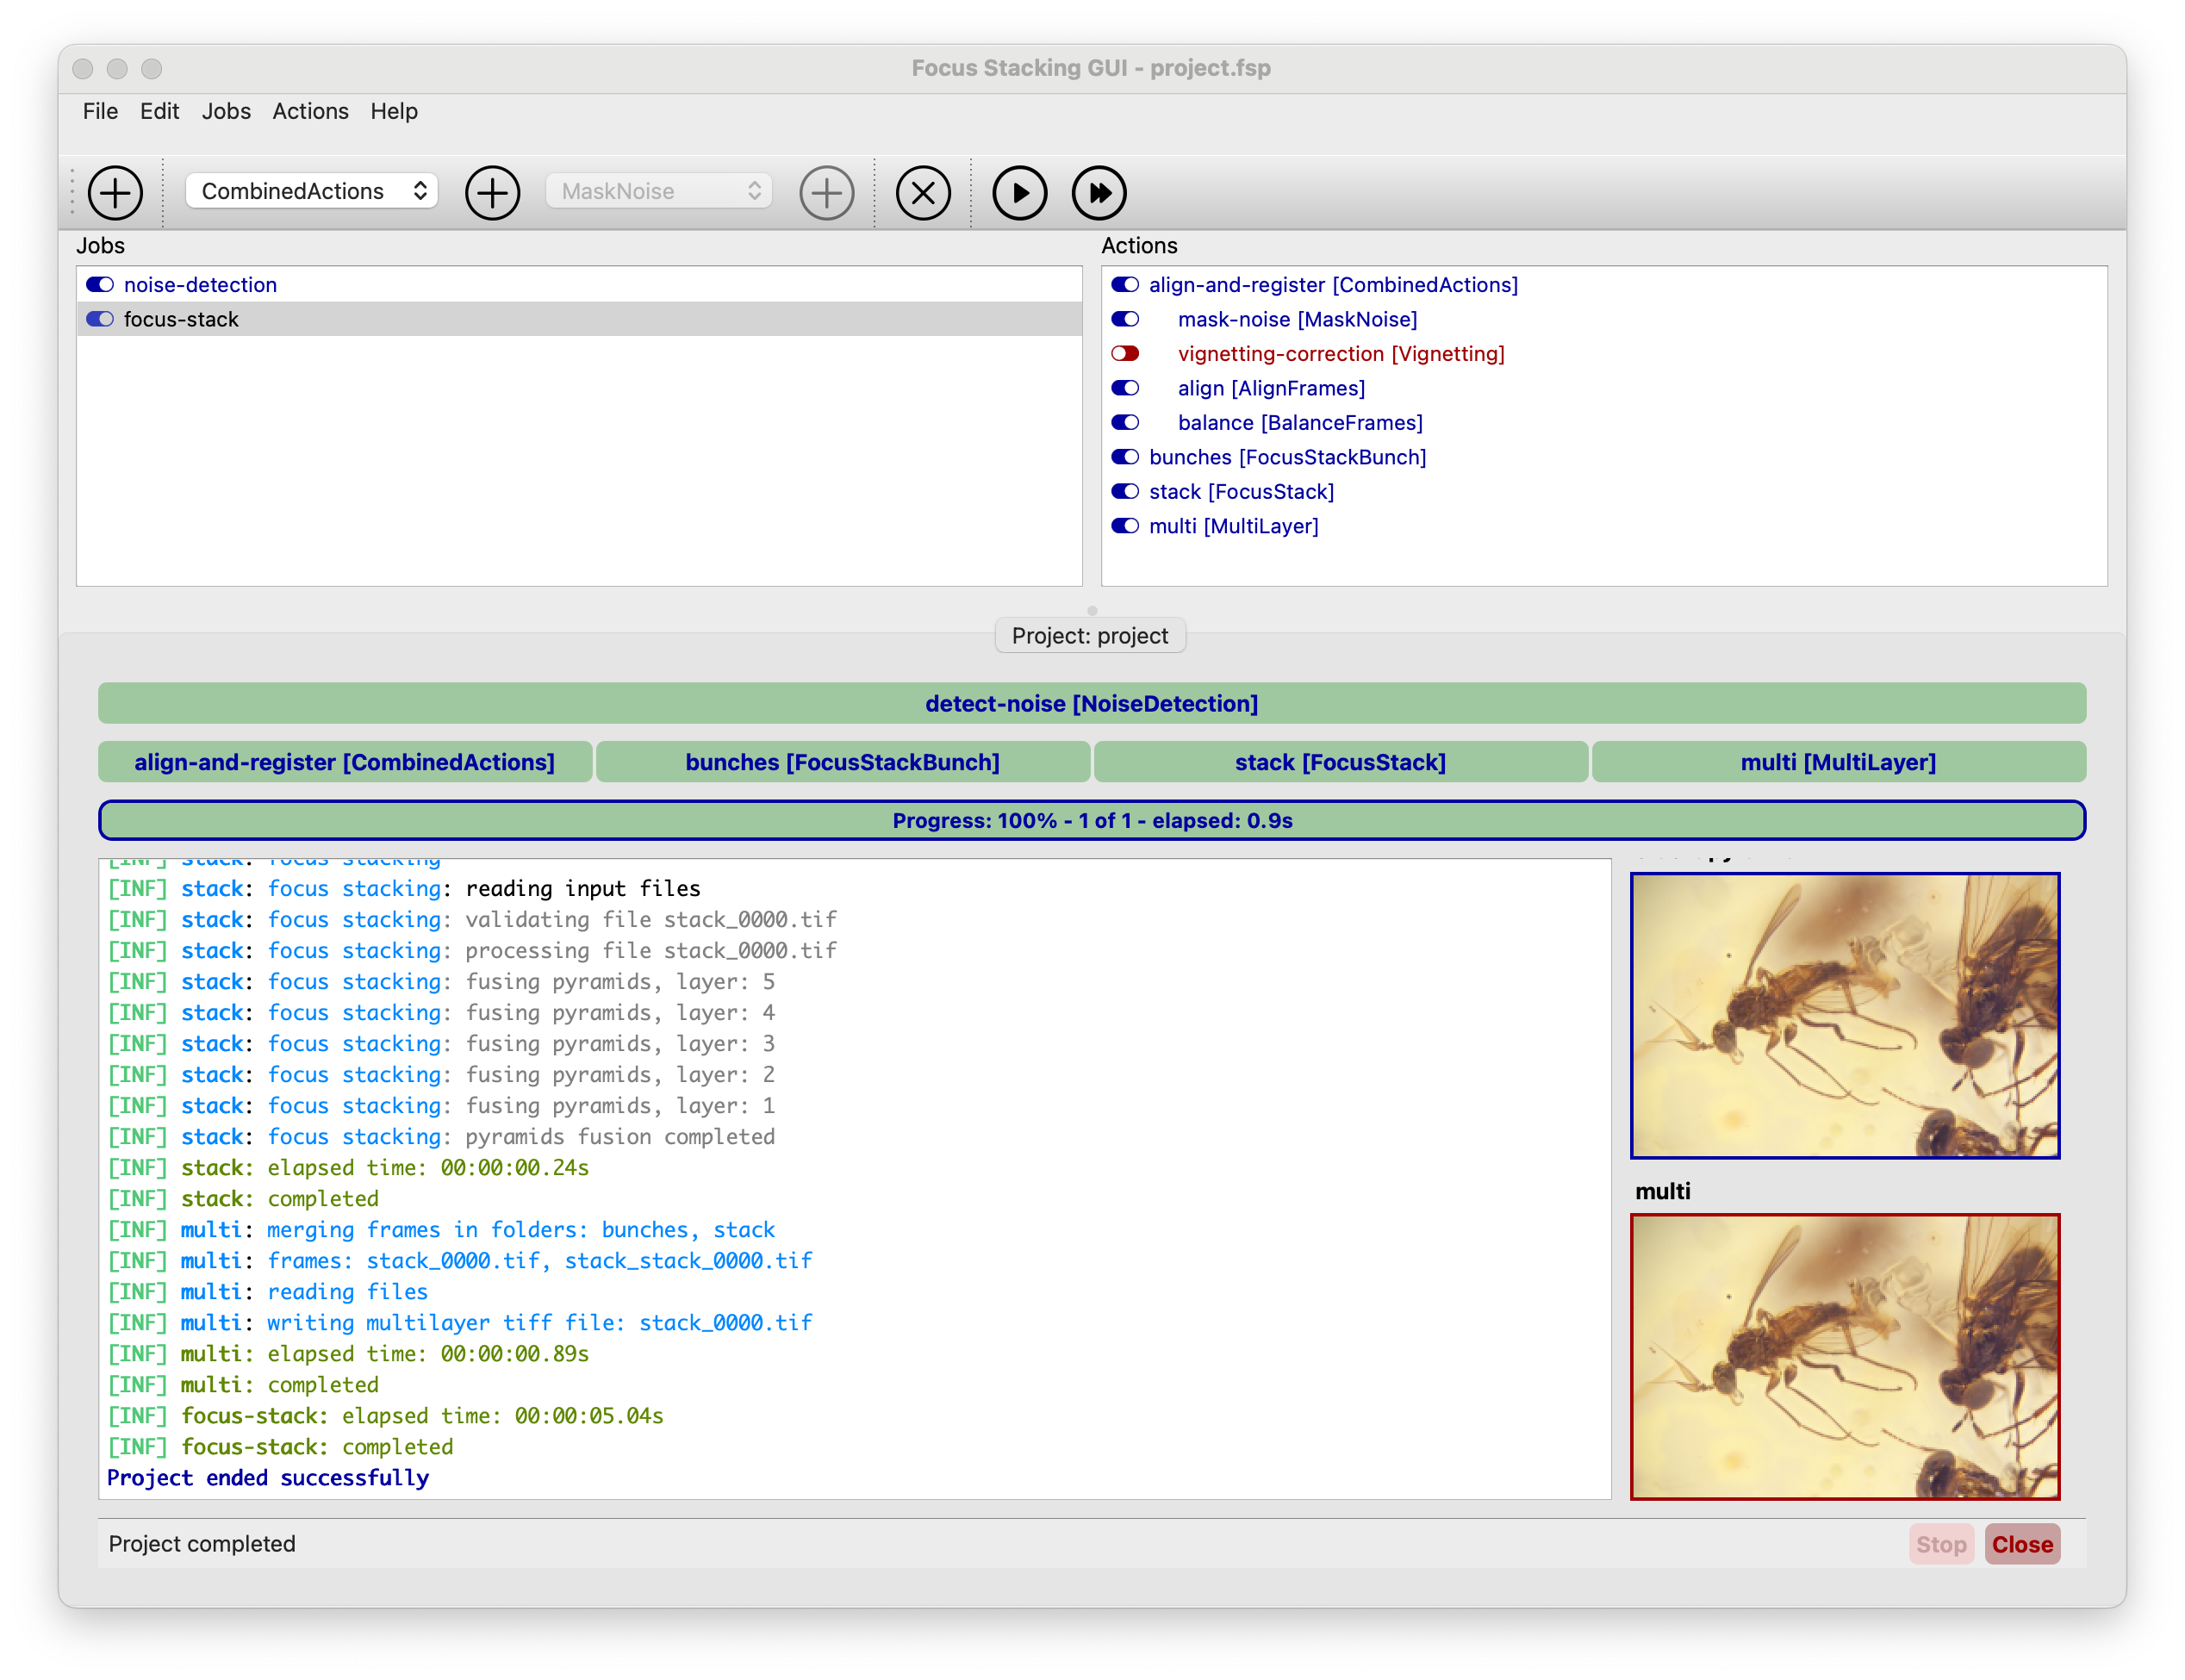 Focus Stacking GUI - project.fsp
File Edit Jobs Actions Help
CombinedActions MaskNoise
Jobs
noise-detection
focus-stack
Actions
align-and-register [CombinedActions]
mask-noise [MaskNoise]
vignetting-correction [Vignetting]
align [AlignFrames]
balance [BalanceFrames]
bunches [FocusStackBunch]
stack [FocusStack]
multi [MultiLayer]
Project: project
detect-noise [NoiseDetection]
align-and-register [CombinedActions] bunches [FocusStackBunch] stack [FocusStack] multi [MultiLayer]
Progress: 100% - 1 of 1 - elapsed: 0.9s
[INF] stack: focus stacking
[INF] stack: focus stacking: reading input files
[INF] stack: focus stacking: validating file stack_0000.tif
[INF] stack: focus stacking: processing file stack_0000.tif
[INF] stack: focus stacking: fusing pyramids, layer: 5
[INF] stack: focus stacking: fusing pyramids, layer: 4
[INF] stack: focus stacking: fusing pyramids, layer: 3
[INF] stack: focus stacking: fusing pyramids, layer: 2
[INF] stack: focus stacking: fusing pyramids, layer: 1
[INF] stack: focus stacking: pyramids fusion completed
[INF] stack: elapsed time: 00:00:00.24s
[INF] stack: completed
[INF] multi: merging frames in folders: bunches, stack
[INF] multi: frames: stack_0000.tif, stack_stack_0000.tif
[INF] multi: reading files
[INF] multi: writing multilayer tiff file: stack_0000.tif
[INF] multi: elapsed time: 00:00:00.89s
[INF] multi: completed
[INF] focus-stack: elapsed time: 00:00:05.04s
[INF] focus-stack: completed
Project ended successfully
multi
Project completed
Stop Close